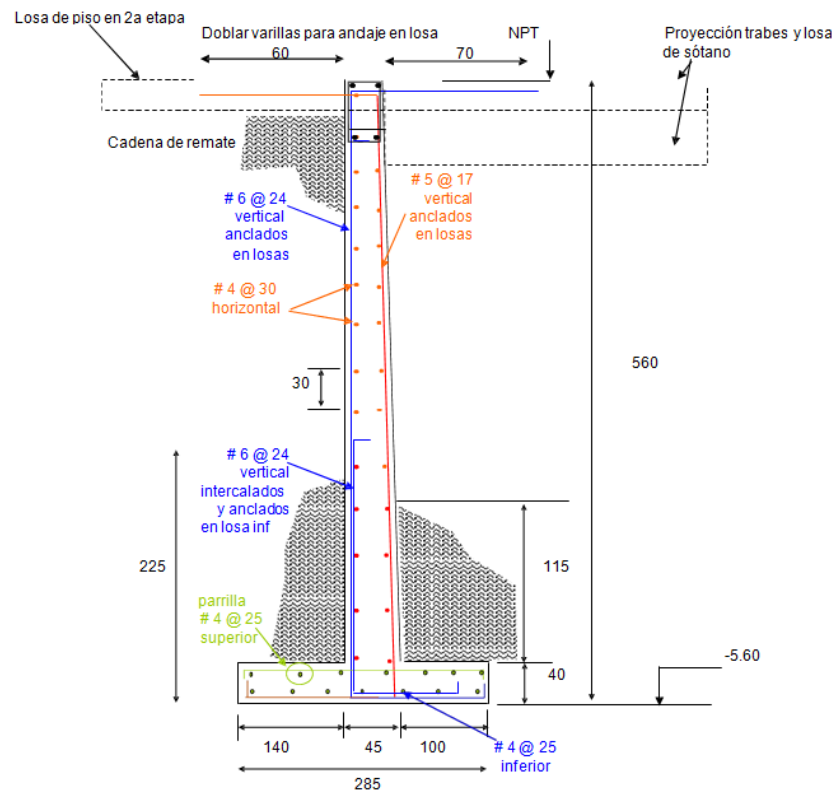 Losa de piso en 2a etapa
Doblar varillas para anclaje en losa
NPT
Proyección trabes y losa
de sótano
60
70
Cadena de remate
# 6 @ 24
vertical
anclados
en losas
# 5 @ 17
vertical
anclados
en losas
# 4 @ 30
horizontal
30
560
# 6 @ 24
vertical
intercalados
y anclados
en losa inf
225
115
parrilla
# 4 @ 25
superior
40
-5.60
140
45
100
# 4 @ 25
inferior
285